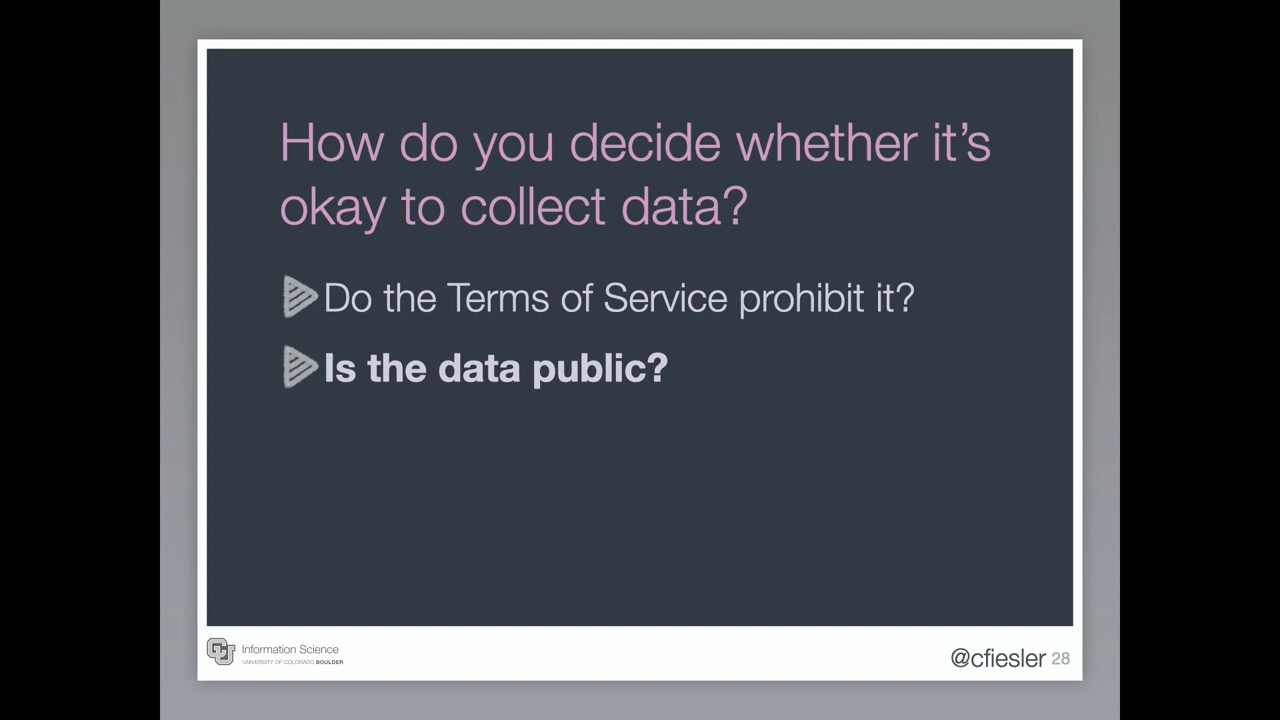 How do you decide whether it's
okay to collect data?
Do the Terms of Service prohibit it?
Is the data public?
CU
Information Science
UNIVERSITY OF COLORADO BOULDER
@cfiesler 28